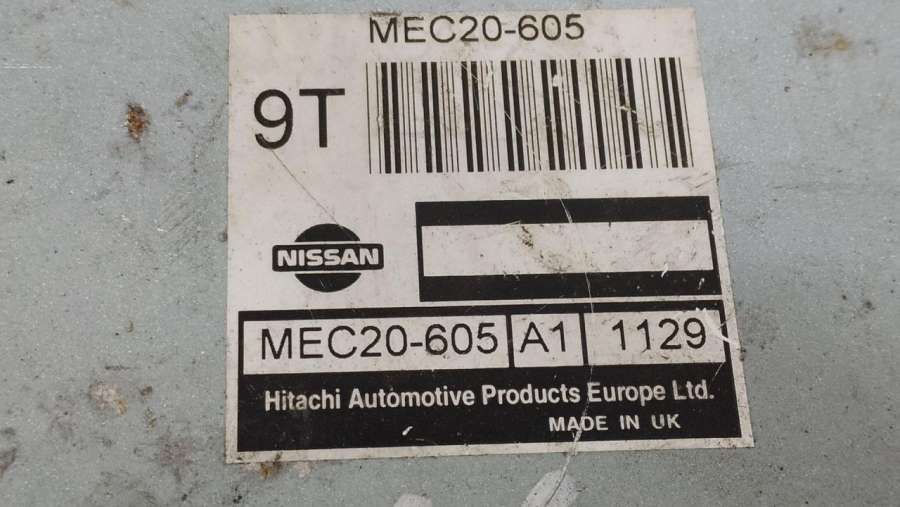 MEC20-605
9T
NISSAN
MEC20-605 A1 1129
Hitachi Automotive Products Europe Ltd.
MADE IN UK